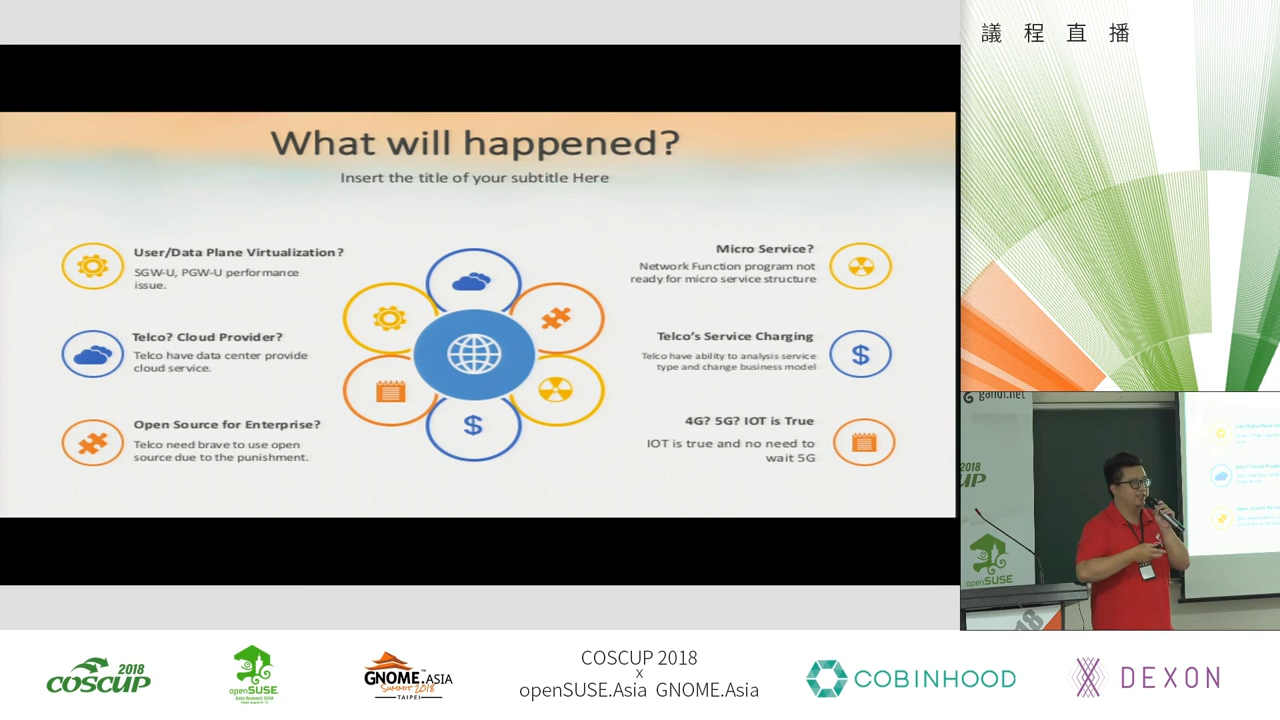 議程直播
What will happened?
Insert the title of your subtitle Here
User/Data Plane Virtualization?
SGW-U, PGW-U performance
issue.
Telco? Cloud Provider?
Telco have data center provide
cloud service.
Open Source for Enterprise?
Telco need brave to use open
source due to the punishment.
$
Micro Service?
Network Function program not
ready for micro service structure
Telco's Service Charging
Telco have ability to analysis service
type and change business model
$
4G? 5G? IOT is True
IOT is true and no need to
wait 5G
gandi.net
2018
openSUSE
2018
COSCUP
openSUSE
Asia Summit 2018
GNOME.ASIA
SUMMIT 2018
TAIPEI
COSCUP 2018
x
openSUSE.Asia GNOME.Asia
COBINHOOD
DEXON